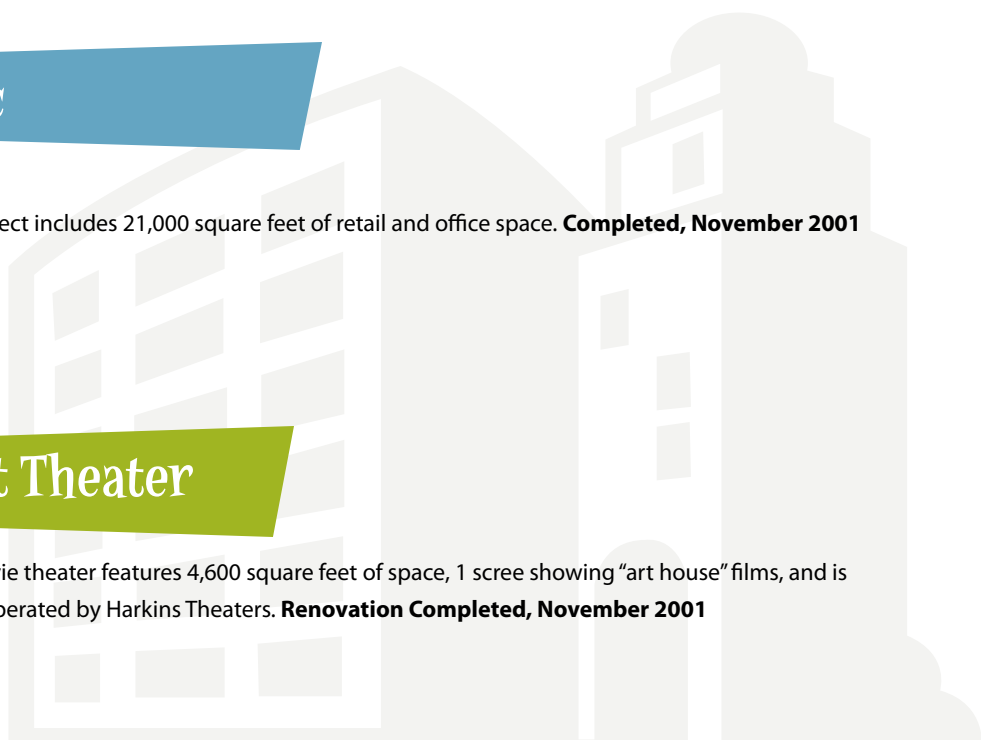 c
ect includes 21,000 square feet of retail and office space. Completed, November 2001
t Theater
ie theater features 4,600 square feet of space, 1 scree showing “art house” films, and is
perated by Harkins Theaters. Renovation Completed, November 2001